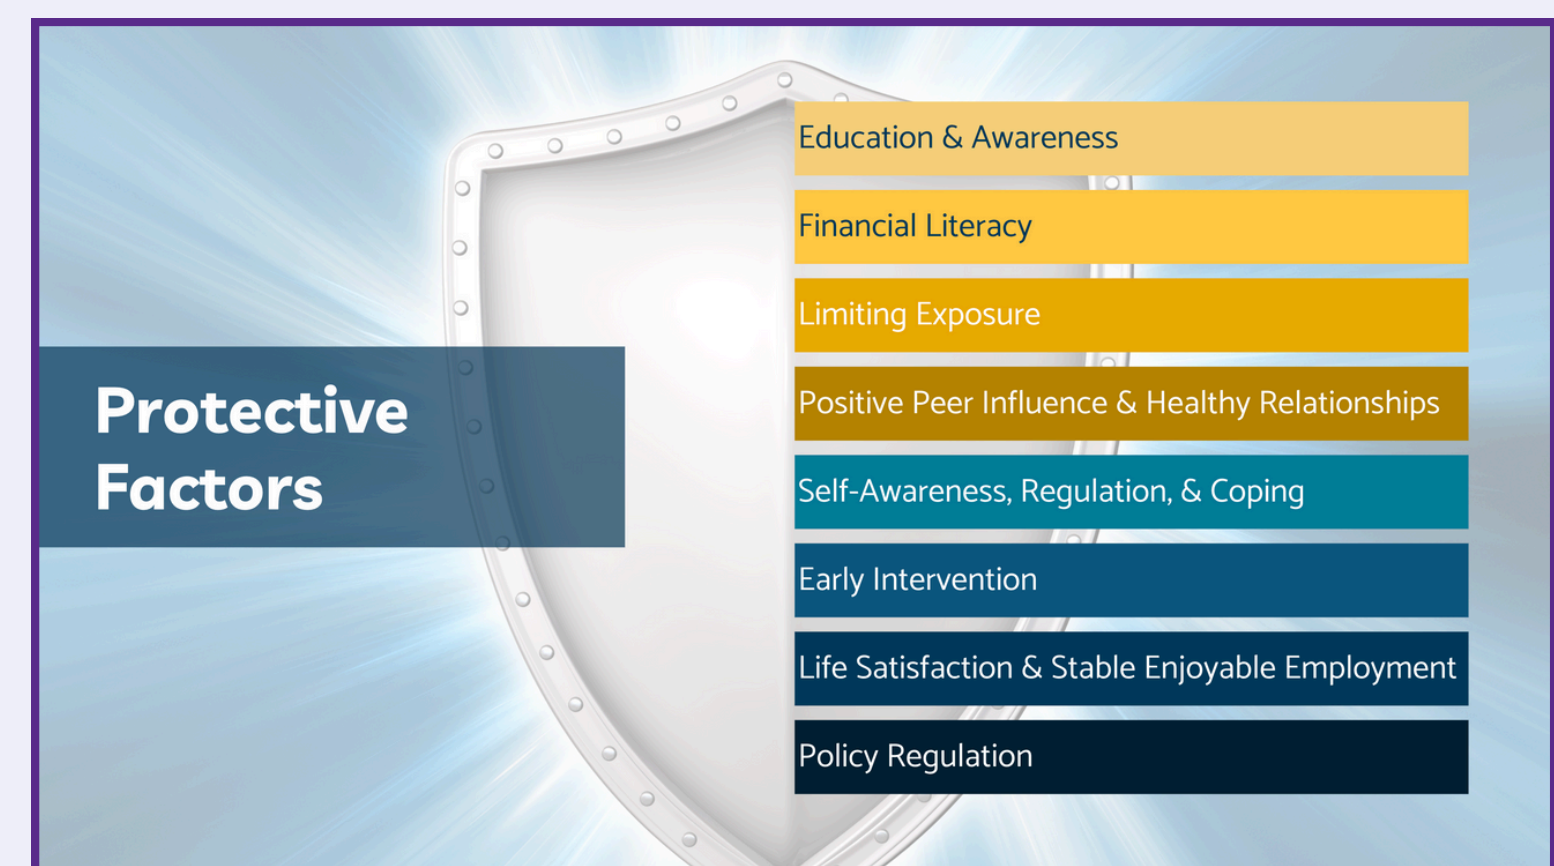 Protective
Factors
Education & Awareness
Financial Literacy
Limiting Exposure
Positive Peer Influence & Healthy Relationships
Self-Awareness, Regulation, & Coping
Early Intervention
Life Satisfaction & Stable Enjoyable Employment
Policy Regulation